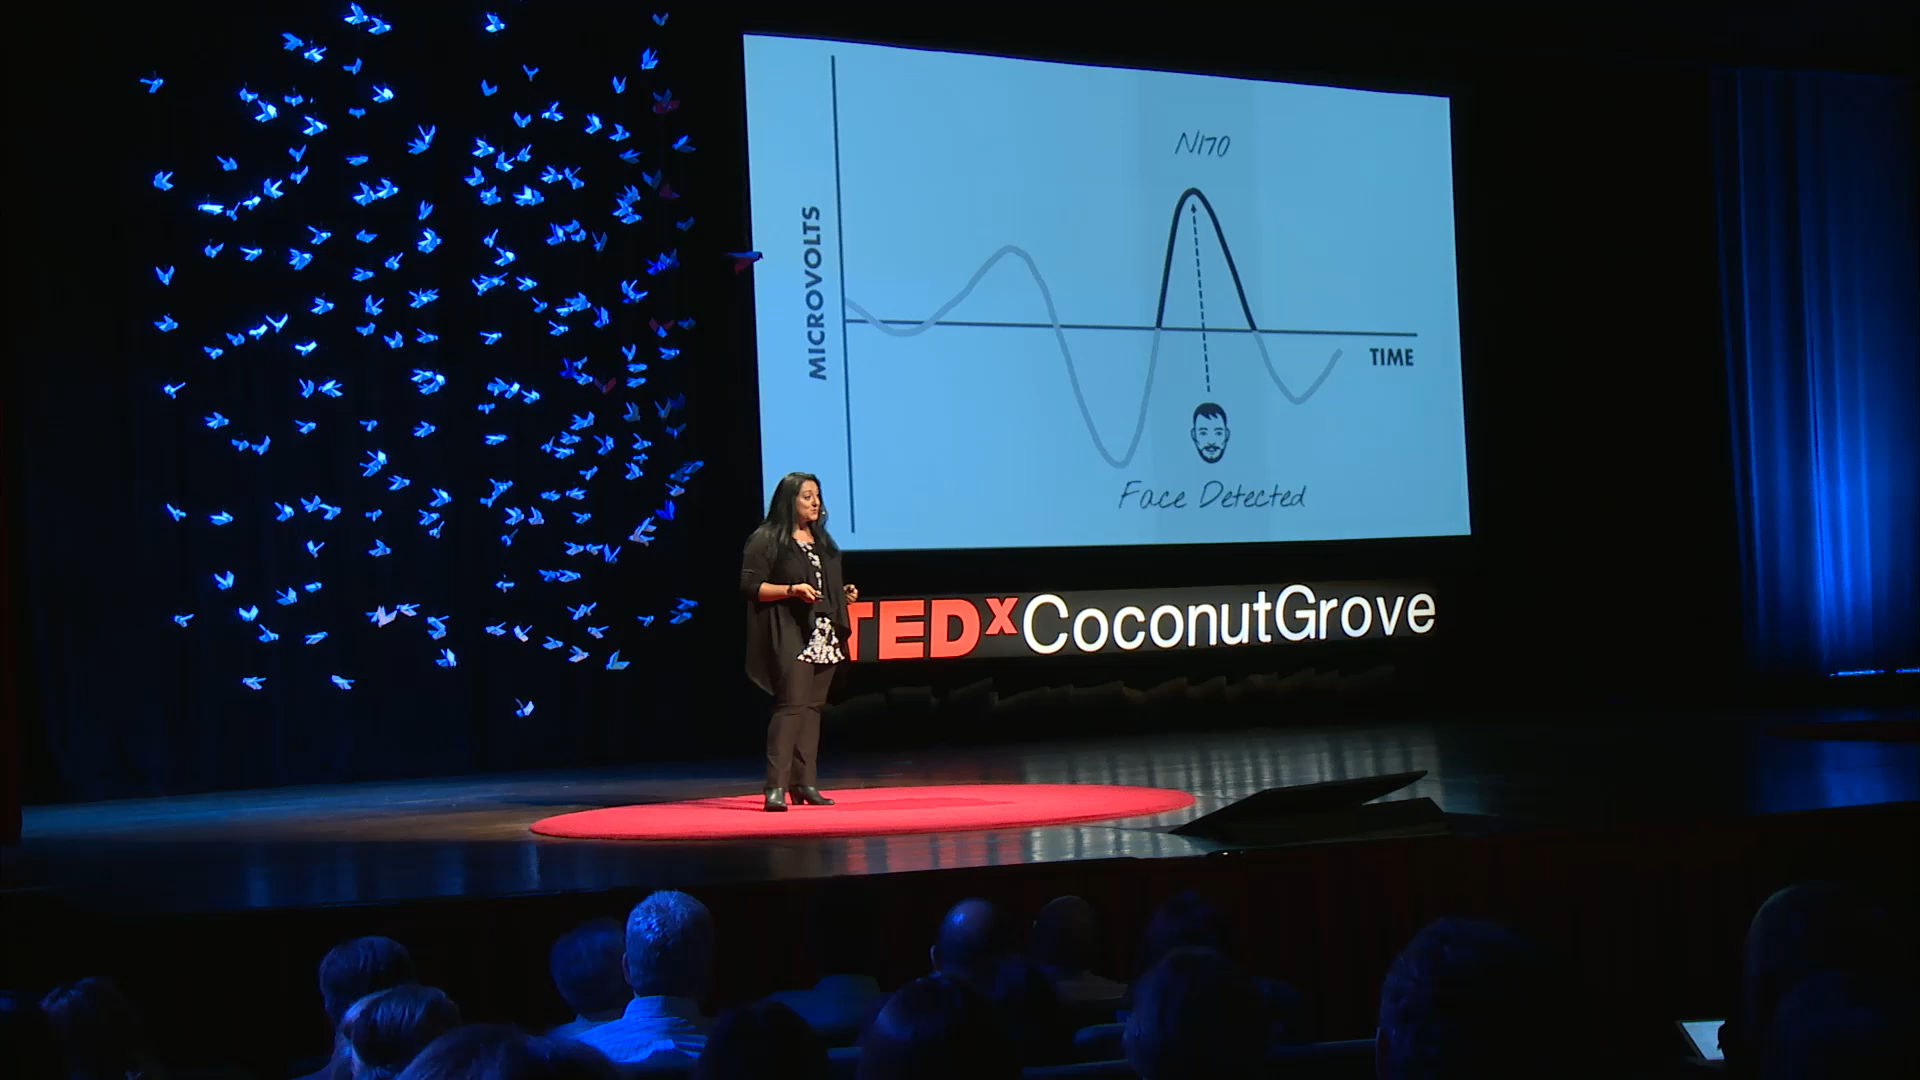 N170
MICROVOLTS
TIME
Face Detected
TEDxCoconutGrove